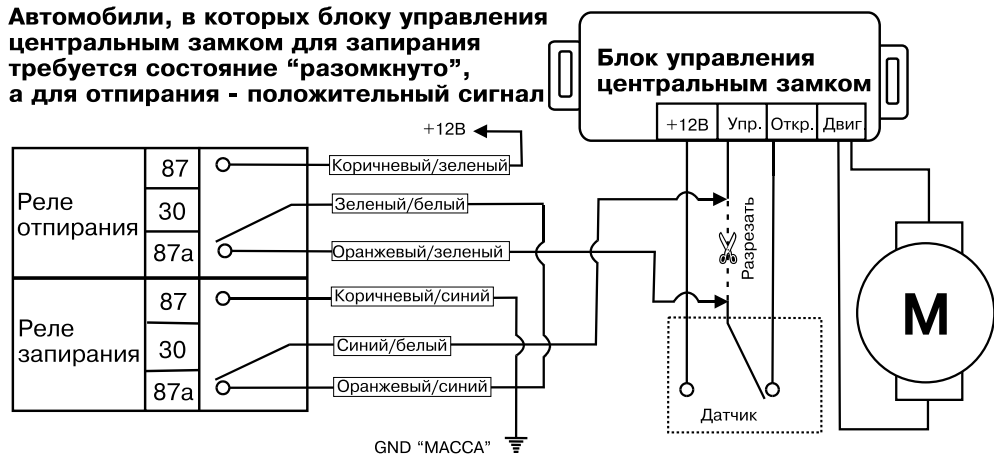 Автомобили, в которых блоку управления
центральным замком для запирания
требуется состояние “разомкнуто”,
а для отпирания - положительный сигнал
Блок управления
центральным замком
+12В Упр. Откр. Двиг.
+12В
Реле
отпирания
87
30
87а
Коричневый/зеленый
Зеленый/белый
Оранжевый/зеленый
Реле
запирания
87
30
87а
Коричневый/синий
Синий/белый
Оранжевый/синий
GND “МАССА”
Разрезать
Датчик
М